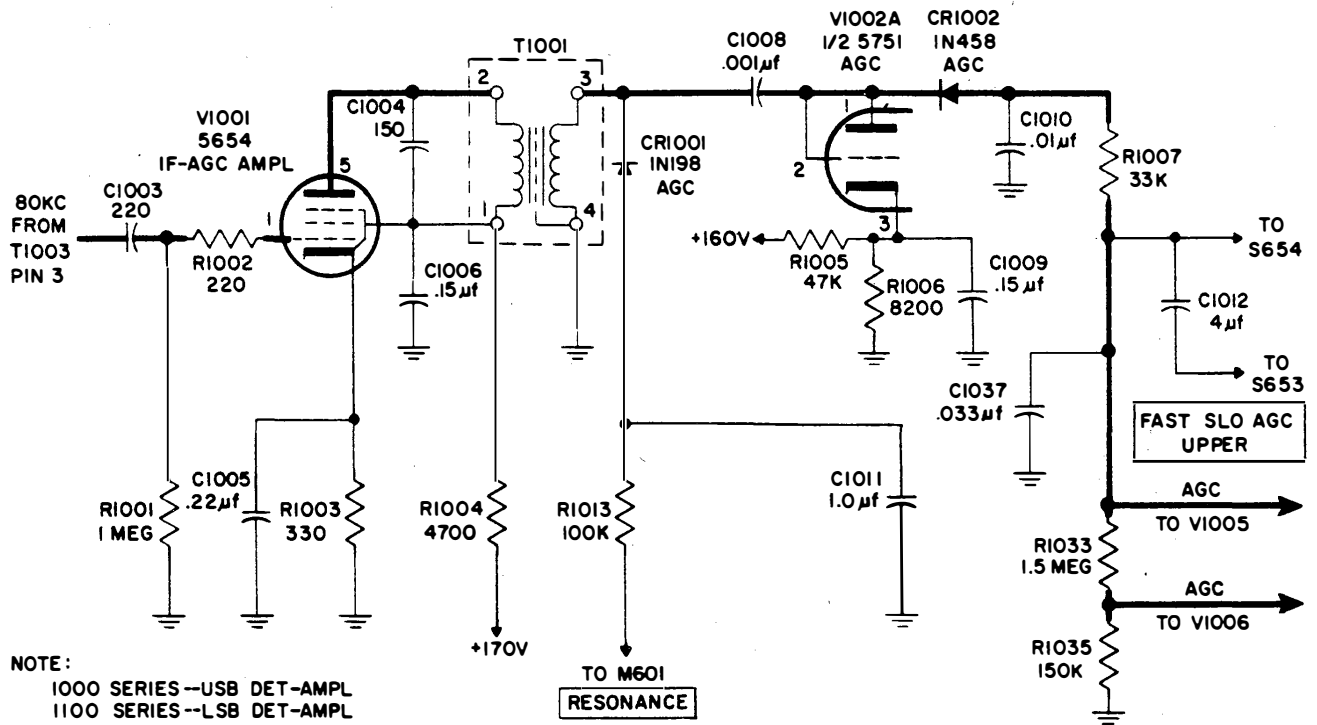 V1001
5654
IF-AGC AMPL
80KC
FROM
T1003
PIN 3
C1003
220
1
R1002
220
5
C1004
150
T1001
2
3
1
4
C1006
.15µf
CR1001
1N198
AGC
C1008
.001µf
V1002A
1/2 5751
AGC
1
2
3
CR1002
1N458
AGC
C1010
.01µf
R1007
33K
+160V
R1005
47K
R1006
8200
C1009
.15µf
TO
S654
C1012
4µf
TO
S653
C1037
.033µf
FAST SLO AGC
UPPER
R1001
1 MEG
C1005
.22µf
R1003
330
R1004
4700
+170V
R1013
100K
TO M601
RESONANCE
C1011
1.0µf
AGC
TO V1005
R1033
1.5 MEG
AGC
TO V1006
R1035
150K
NOTE:
1000 SERIES--USB DET-AMPL
1100 SERIES--LSB DET-AMPL